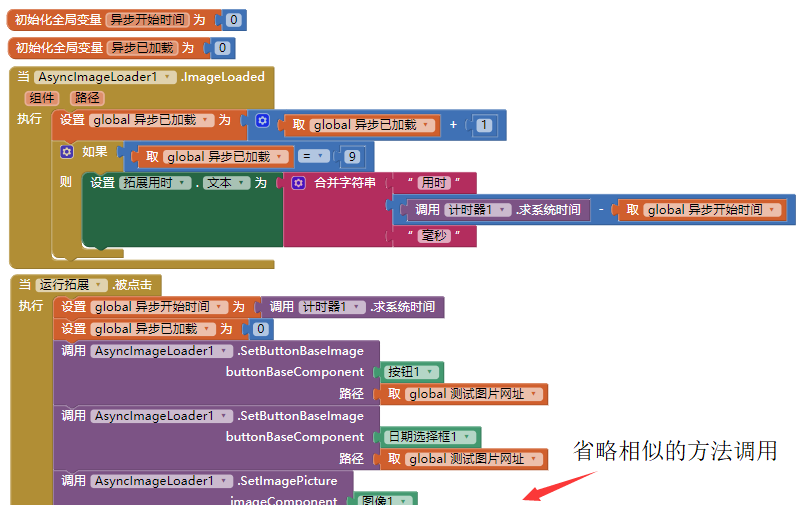 初始化全局变量 异步开始时间 为 0
初始化全局变量 异步已加载 为 0
当 AsyncImageLoader1 .ImageLoaded
组件 路径
执行 设置 global 异步已加载 为 取 global 异步已加载 + 1
如果 取 global 异步已加载 = 9
则 设置 拓展用时 . 文本 为 合并字符串 " 用时 "
调用 计时器1 .求系统时间 - 取 global 异步开始时间
" 毫秒 "
当 运行拓展 .被点击
执行 设置 global 异步开始时间 为 调用 计时器1 .求系统时间
设置 global 异步已加载 为 0
调用 AsyncImageLoader1 .SetButtonBaseImage
buttonBaseComponent 按钮1
路径 取 global 测试图片网址
调用 AsyncImageLoader1 .SetButtonBaseImage
buttonBaseComponent 日期选择框1
路径 取 global 测试图片网址
省略相似的方法调用
调用 AsyncImageLoader1 .SetImagePicture
imageComponent 图像1